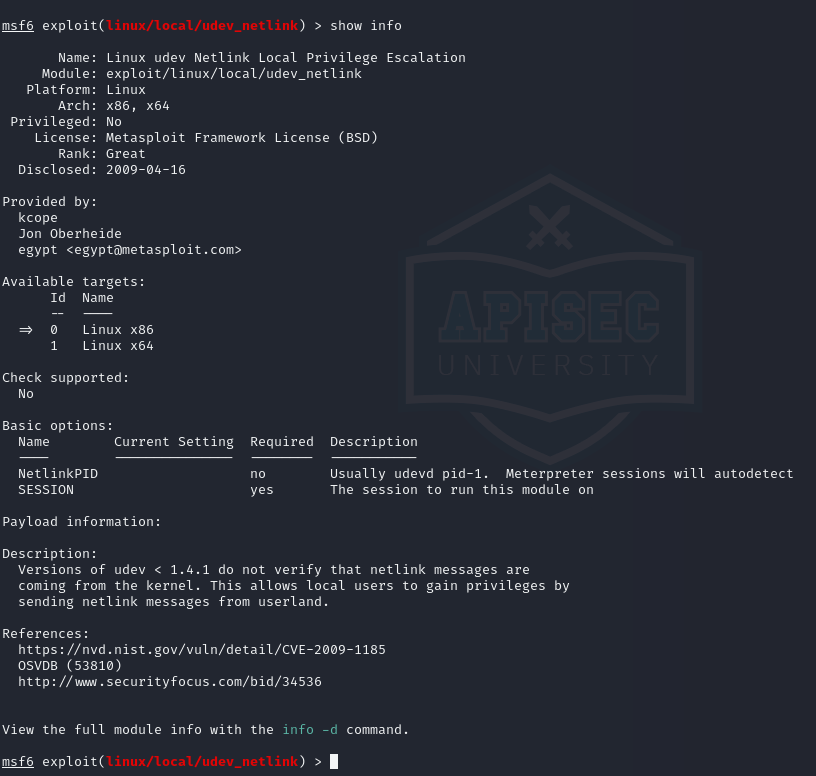 msf6 exploit(linux/local/udev_netlink) > show info
Name: Linux udev Netlink Local Privilege Escalation
Module: exploit/linux/local/udev_netlink
Platform: Linux
Arch: x86, x64
Privileged: No
License: Metasploit Framework License (BSD)
Rank: Great
Disclosed: 2009-04-16
Provided by:
kcope
Jon Oberheide
egypt <egypt@metasploit.com>
Available targets:
Id Name
-- ----
=> 0 Linux x86
1 Linux x64
Check supported:
No
Basic options:
Name Current Setting Required Description
---- --------------- -------- -----------
NetlinkPID no Usually udevd pid-1. Meterpreter sessions will autodetect
SESSION yes The session to run this module on
Payload information:
Description:
Versions of udev < 1.4.1 do not verify that netlink messages are
coming from the kernel. This allows local users to gain privileges by
sending netlink messages from userland.
References:
https://nvd.nist.gov/vuln/detail/CVE-2009-1185
OSVDB (53810)
http://www.securityfocus.com/bid/34536
View the full module info with the info -d command.
msf6 exploit(linux/local/udev_netlink) >
APISEC
UNIVERSITY